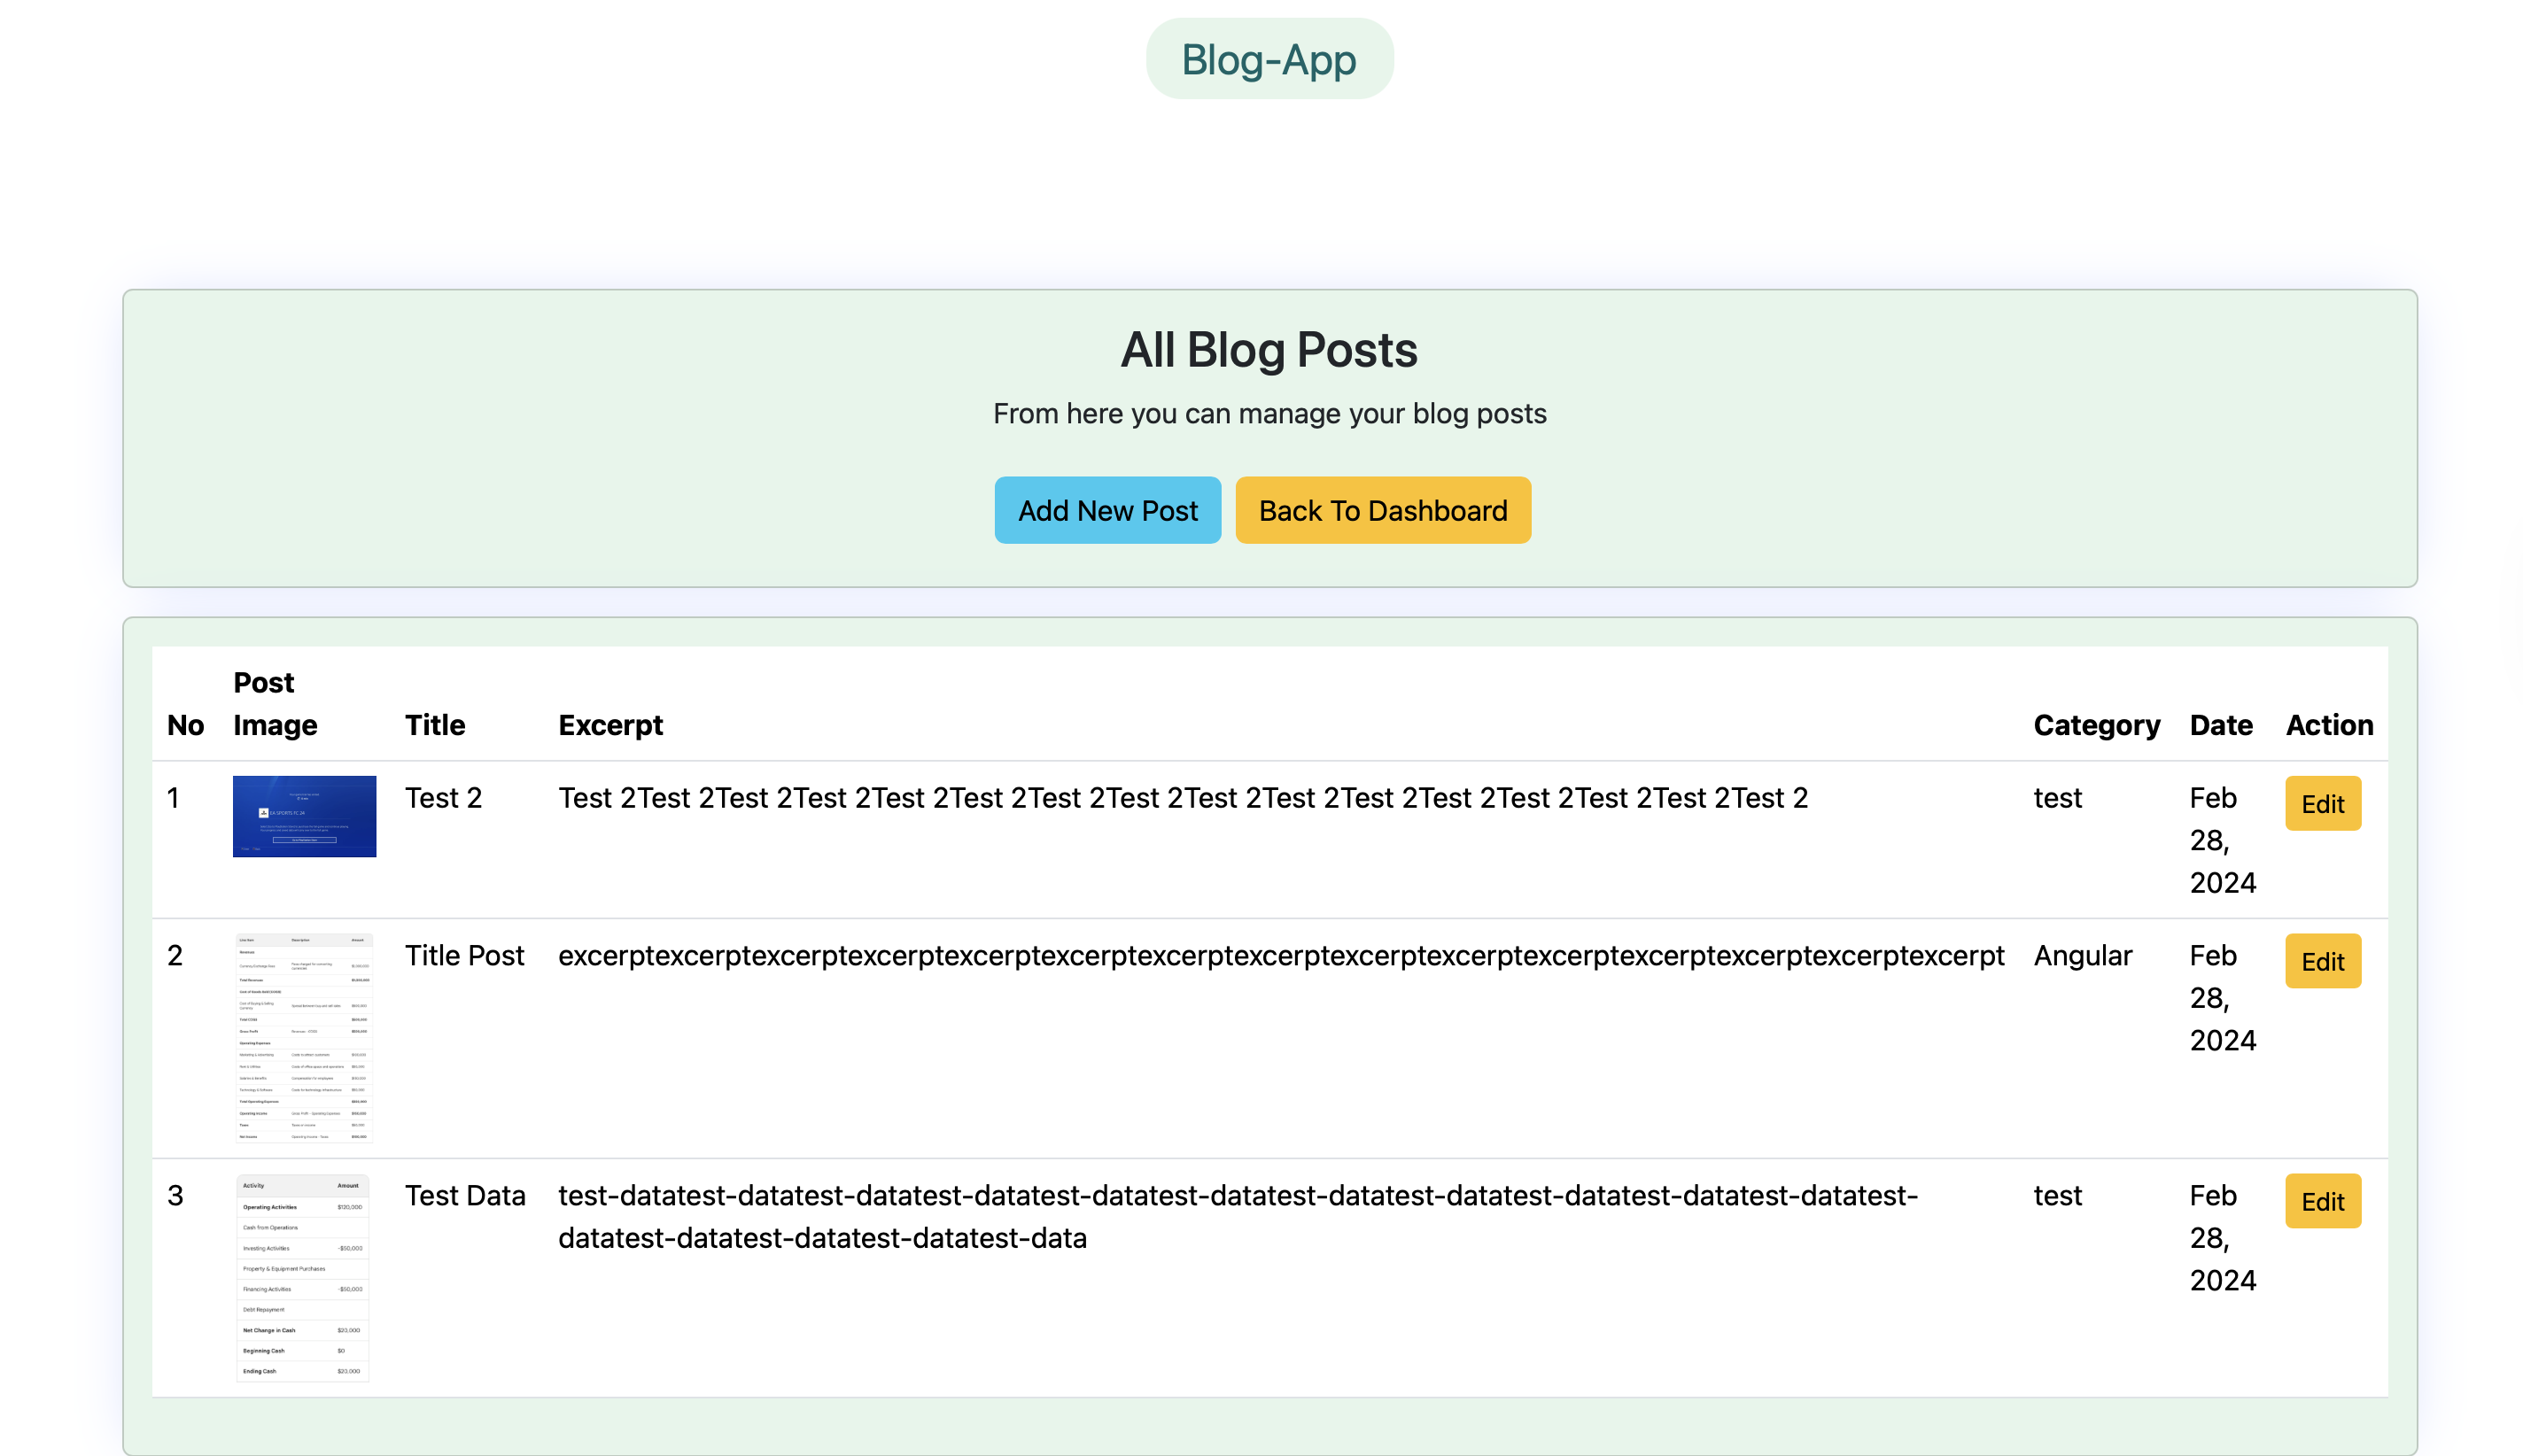 Blog-App
All Blog Posts
From here you can manage your blog posts
Add New Post
Back To Dashboard
No
Post
Image
Title
Excerpt
Category
Date
Action
1
EA SPORTS FC 24
Test 2
Test 2Test 2Test 2Test 2Test 2Test 2Test 2Test 2Test 2Test 2Test 2Test 2Test 2Test 2Test 2Test 2
test
Feb
28,
2024
Edit
2
Title Post
excerptexcerptexcerptexcerptexcerptexcerptexcerptexcerptexcerptexcerptexcerptexcerptexcerptexcerptexcerpt
Angular
Feb
28,
2024
Edit
3
Activity Amount
Operating Activities $120,000
Cash from Operations
Investing Activities -$50,000
Property & Equipment Purchases
Financing Activities -$50,000
Debt Repayment
Net Change in Cash $20,000
Beginning Cash $0
Ending Cash $20,000
Test Data
test-datatest-datatest-datatest-datatest-datatest-datatest-datatest-datatest-datatest-datatest-datatest-
datatest-datatest-datatest-datatest-data
test
Feb
28,
2024
Edit